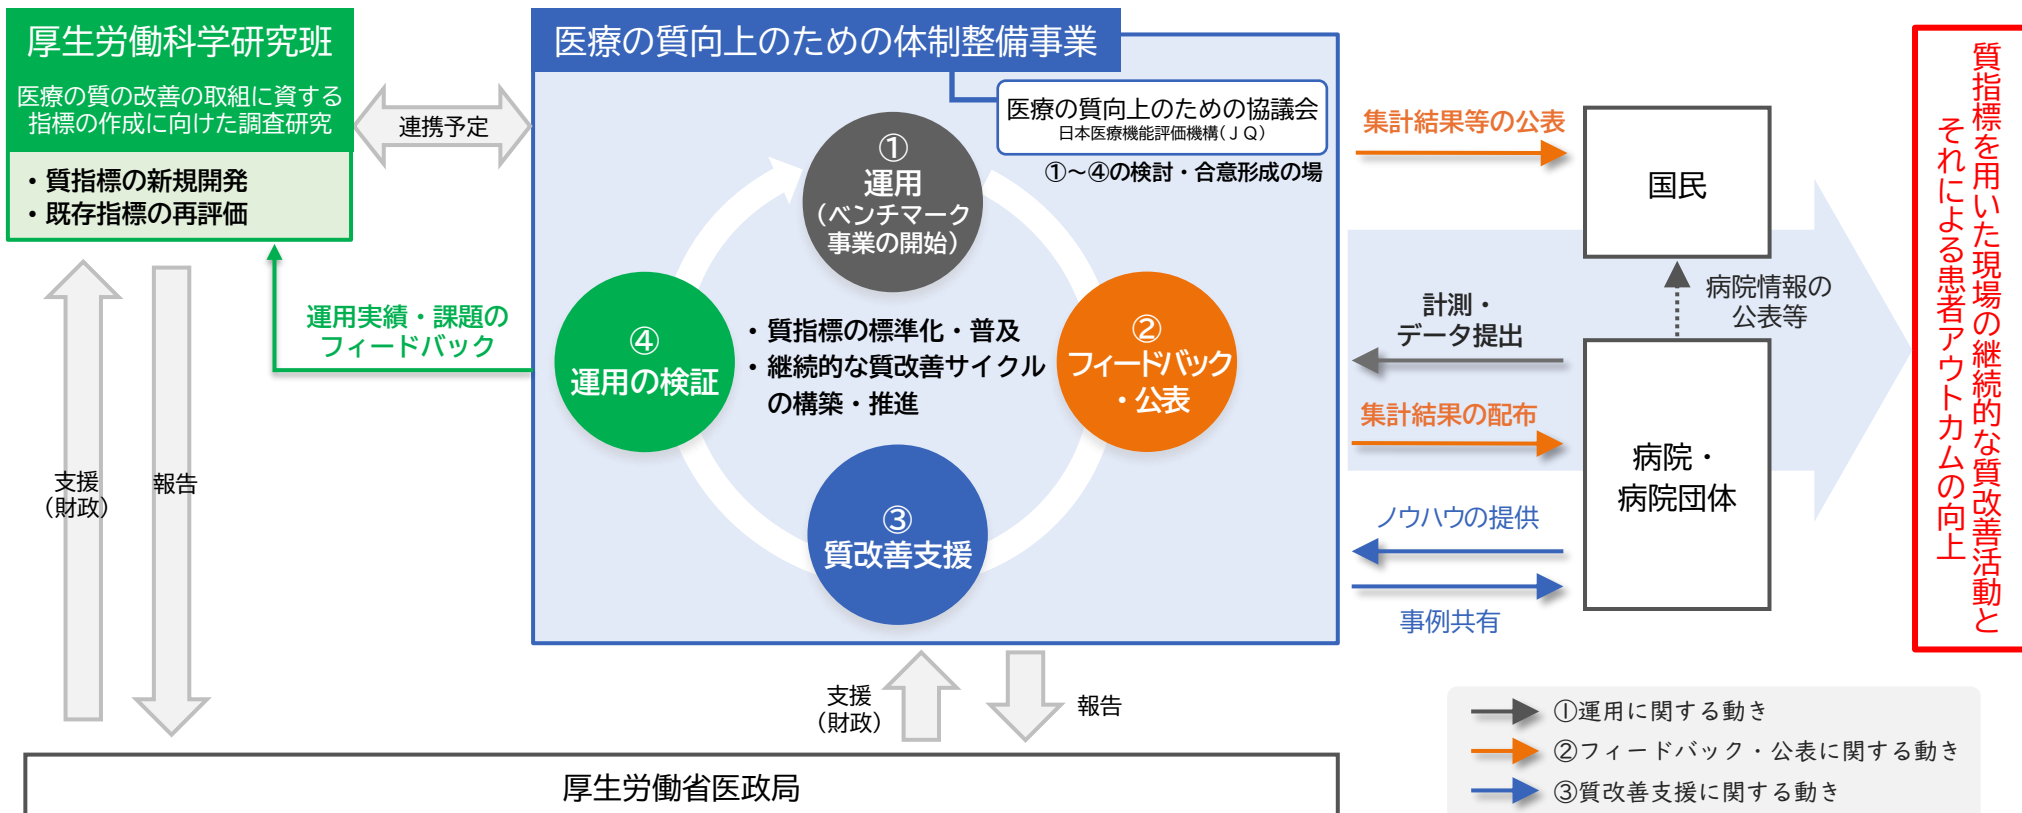 厚生労働科学研究班
医療の質の改善の取組に資する
指標の作成に向けた調査研究
・質指標の新規開発
・既存指標の再評価
連携予定
医療の質向上のための体制整備事業
医療の質向上のための協議会
日本医療機能評価機構(ＪＱ)
①～④の検討・合意形成の場
①
運用
(ベンチマーク
事業の開始)
②
フィードバック
・公表
③
質改善支援
④
運用の検証
・質指標の標準化・普及
・継続的な質改善サイクル
の構築・推進
運用実績・課題の
フィードバック
集計結果等の公表
国民
病院情報の
公表等
計測・
データ提出
集計結果の配布
病院・
病院団体
ノウハウの提供
事例共有
質指標を用いた現場の継続的な質改善活動と
それによる患者アウトカムの向上
支援
(財政)
報告
支援
(財政)
報告
厚生労働省医政局
①運用に関する動き
②フィードバック・公表に関する動き
③質改善支援に関する動き